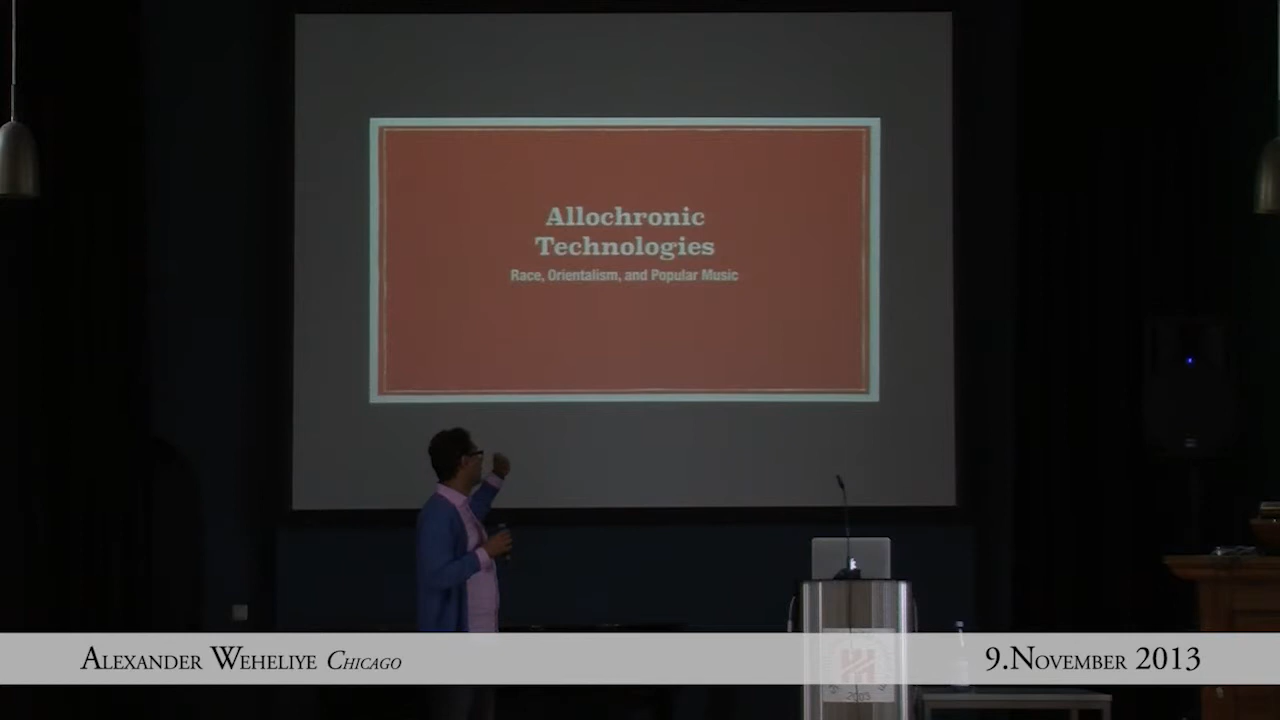 Allochronic
Technologies
Race, Orientalism, and Popular Music
Alexander Weheliye Chicago
9.November 2013